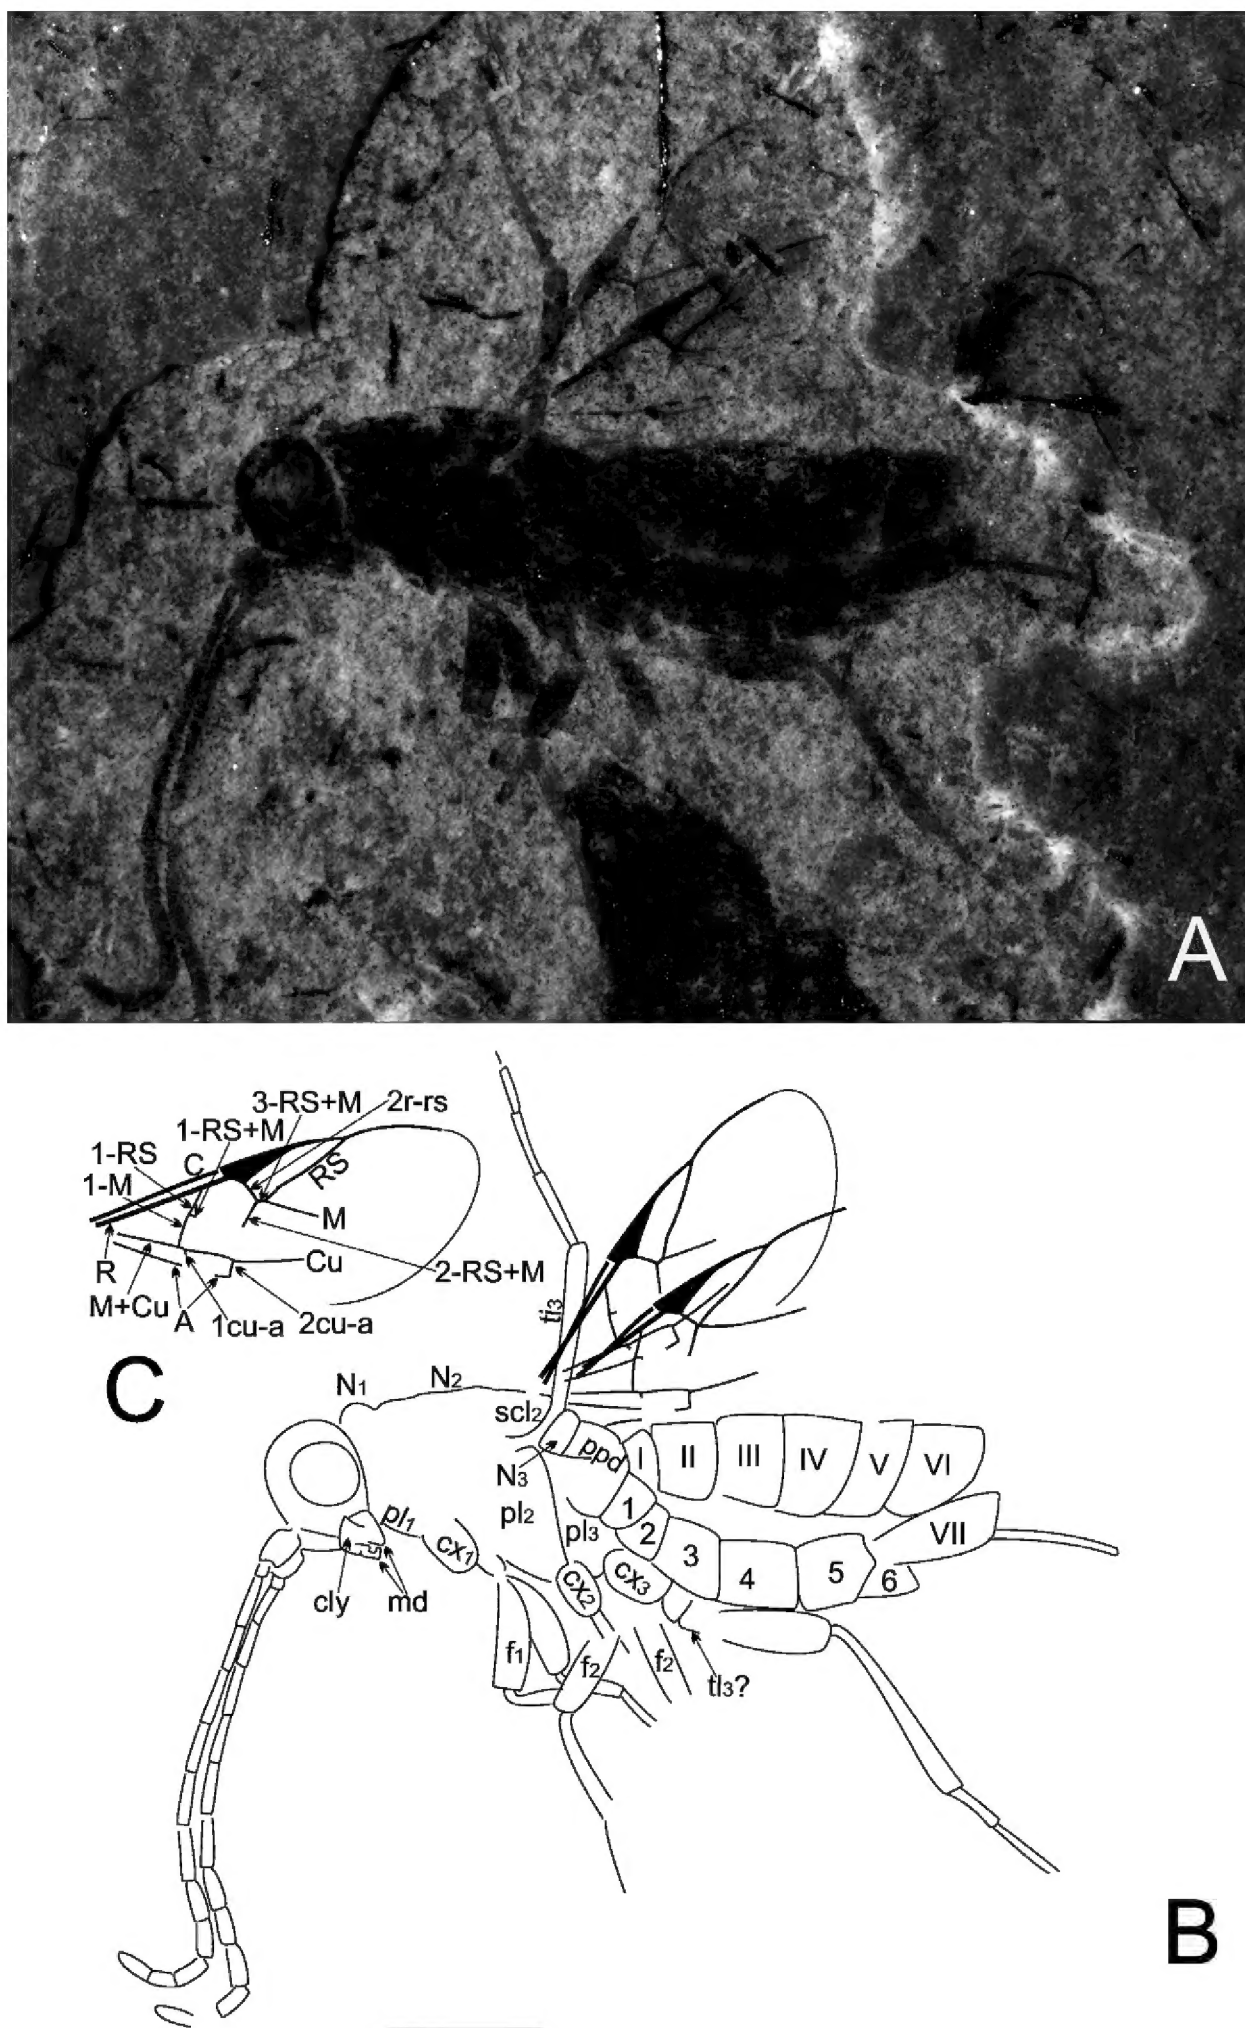 A
3-RS+M 2r-rs
1-RS+M
1-RS C RS
1-M
M
R Cu
2-RS+M
M+Cu A 1cu-a 2cu-a
C
ti3
N1 N2
scl2
N3 ppd I II III IV V VI
pl1 pl2 pl3 1 2 3 4 5 6 VII
cx1 cx2 cx3
cly md
f1 f2 f2
tl3?
B